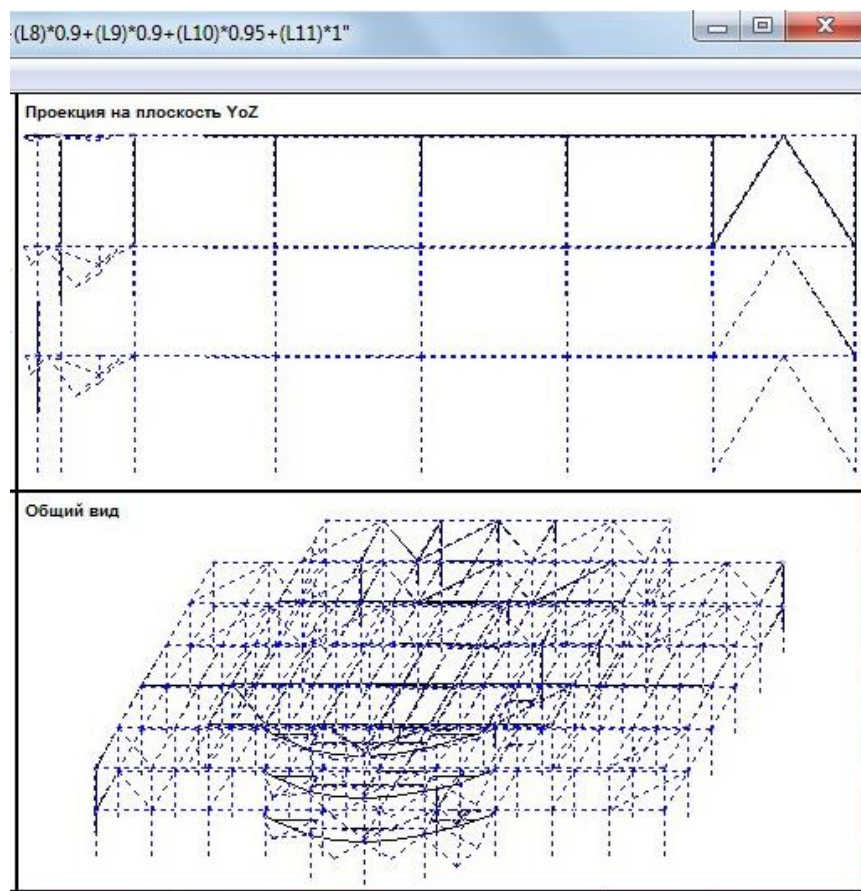 (L8)*0.9+(L9)*0.9+(L10)*0.95+(L11)*1"
Проекция на плоскость YoZ
Общий вид